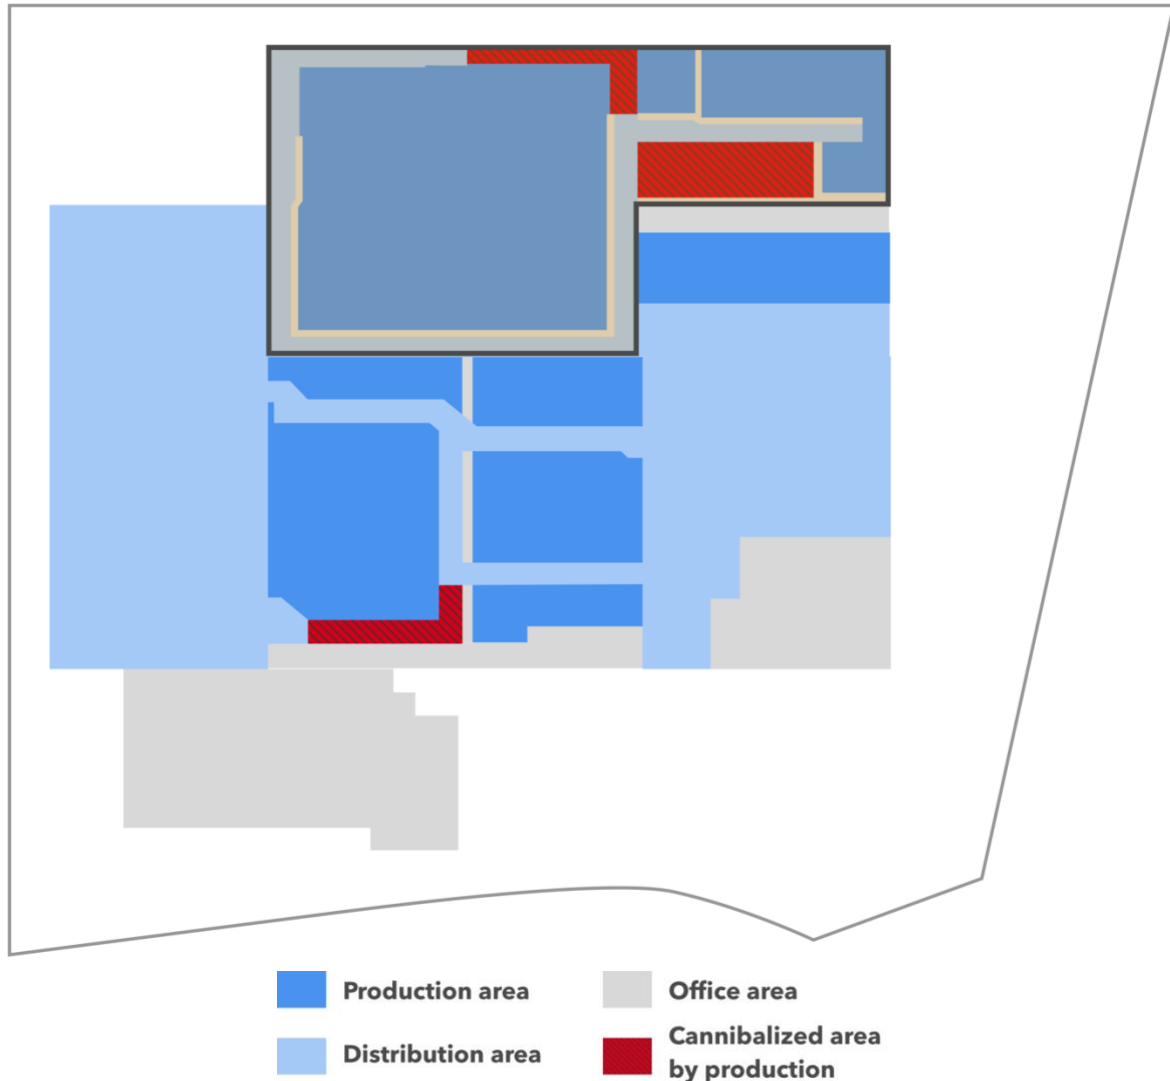 Production area
Office area
Distribution area
Cannibalized area
by production